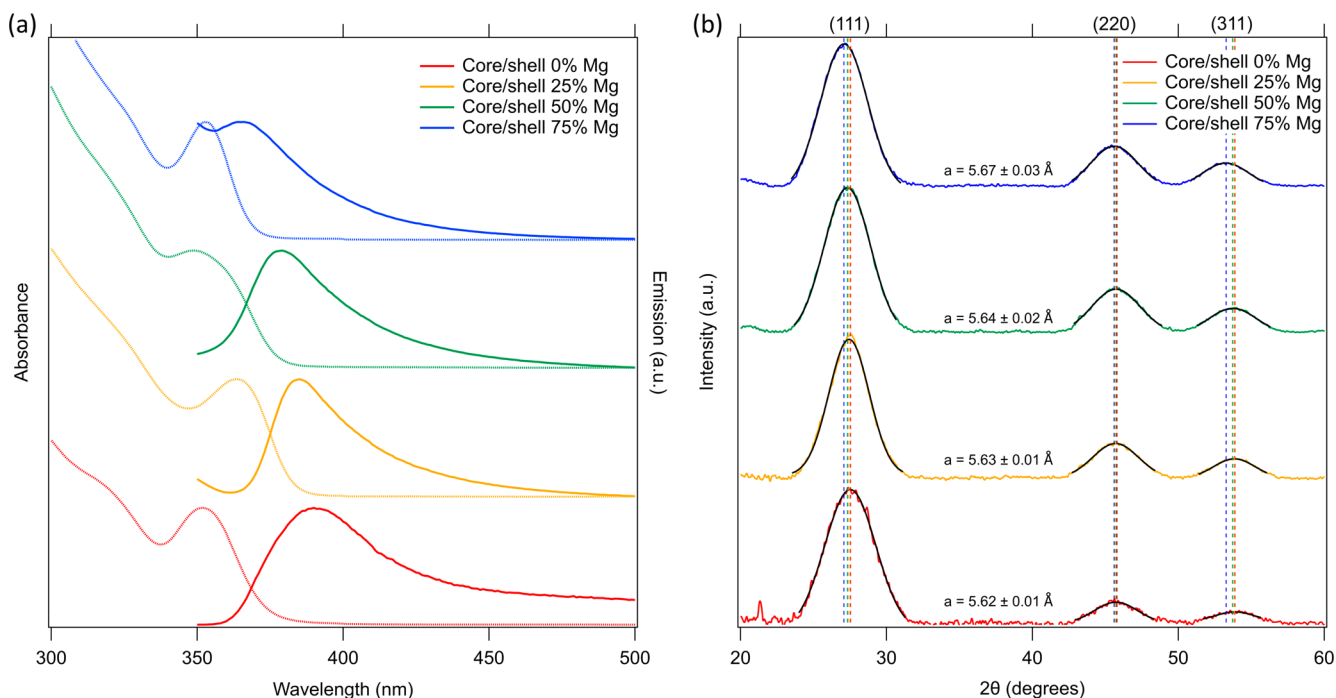 (a)
Core/shell 0% Mg
Core/shell 25% Mg
Core/shell 50% Mg
Core/shell 75% Mg
Absorbance
Emission (a.u.)
300
350
400
450
500
Wavelength (nm)
(b)
(111)
(220)
(311)
Core/shell 0% Mg
Core/shell 25% Mg
Core/shell 50% Mg
Core/shell 75% Mg
a = 5.67 ± 0.03 Å
a = 5.64 ± 0.02 Å
a = 5.63 ± 0.01 Å
a = 5.62 ± 0.01 Å
Intensity (a.u.)
20
30
40
50
60
2θ (degrees)